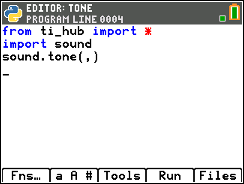 EDITOR: TONE
PROGRAM LINE 0004
from ti_hub import *
import sound
sound.tone(,)
_
Fns… a A # Tools Run Files